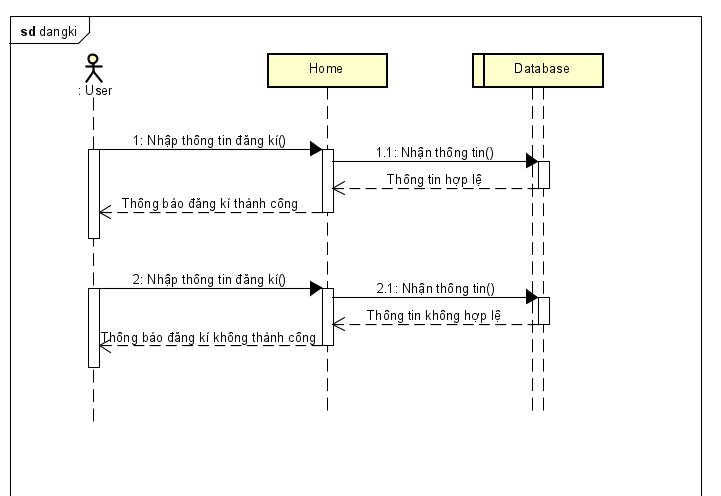 sd dangki
: User
Home
Database
1: Nhập thông tin đăng kí()
1.1: Nhận thông tin()
Thông tin hợp lệ
Thông báo đăng kí thành công
2: Nhập thông tin đăng kí()
2.1: Nhận thông tin()
Thông tin không hợp lệ
Thông báo đăng kí không thành công